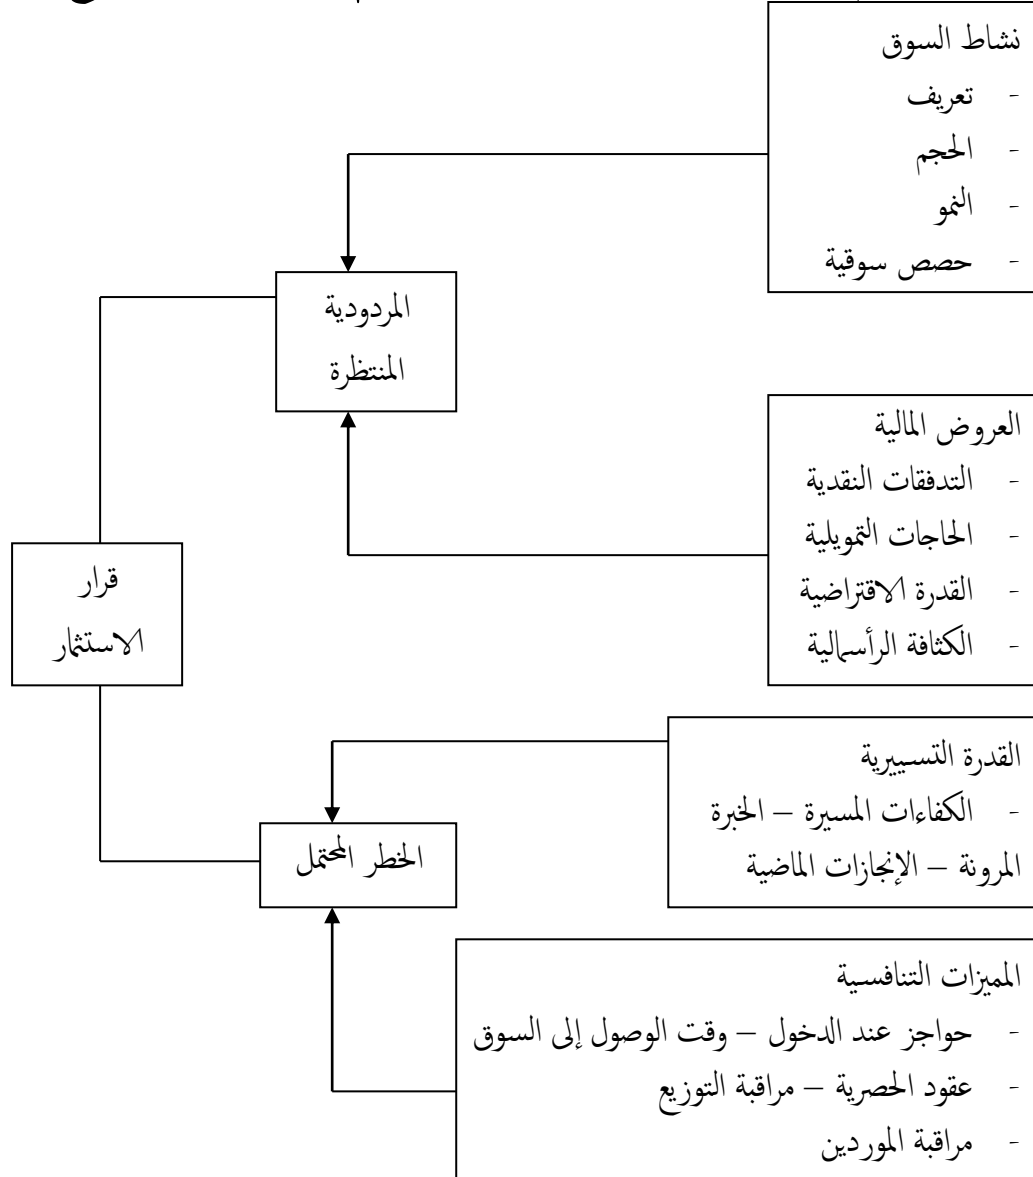 نشاط السوق
- تعريف
- الحجم
- النمو
- حصص سوقية
المردودية
المنتظرة
العروض المالية
- التدفقات النقدية
- الحاجات التمويلية
- القدرة الاقتراضية
- الكثافة الرأسمالية
قرار
الاستثمار
القدرة التسييرية
- الكفاءات المسيرة – الخبرة
المرونة – الإنجازات الماضية
الخطر المحتمل
المميزات التنافسية
- حواجز عند الدخول – وقت الوصول إلى السوق
- عقود الحصرية – مراقبة التوزيع
- مراقبة الموردين